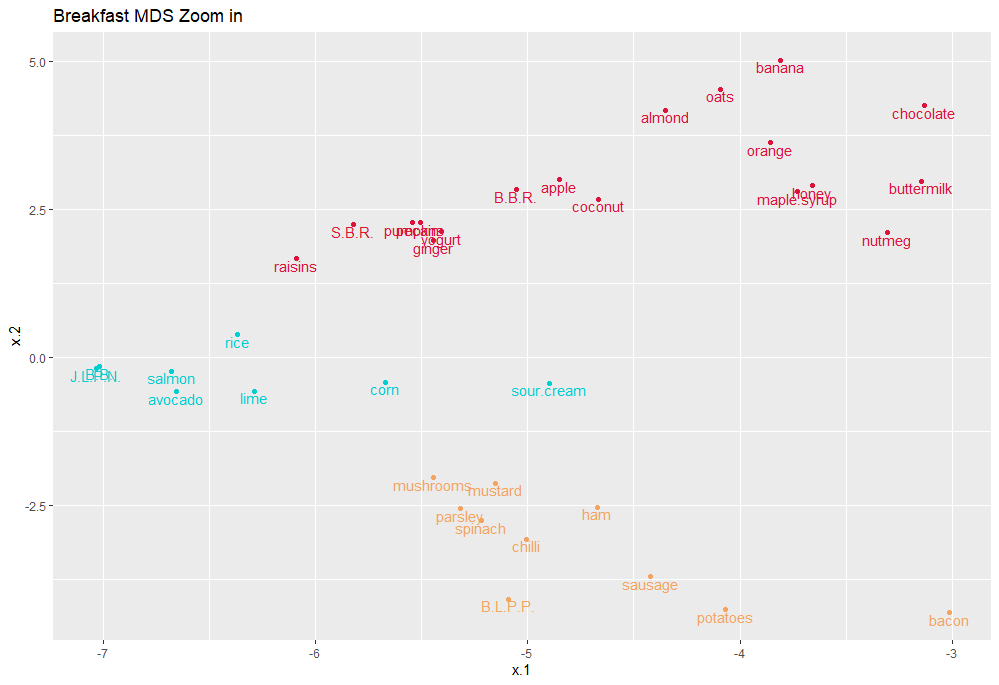 Breakfast MDS Zoom in
5.0
banana
oats
chocolate
almond
orange
apple
honey
buttermilk
maple.syrup
B.B.R.
coconut
2.5
S.B.R.
pumpkin
pecans
yogurt
nutmeg
ginger
raisins
rice
0.0
salmon
avocado
lime
corn
sour.cream
x.2
mushrooms
mustard
-2.5
parsley
spinach
ham
chilli
sausage
B.L.P.P.
potatoes
bacon
-7
-6
-5
-4
-3
x.1